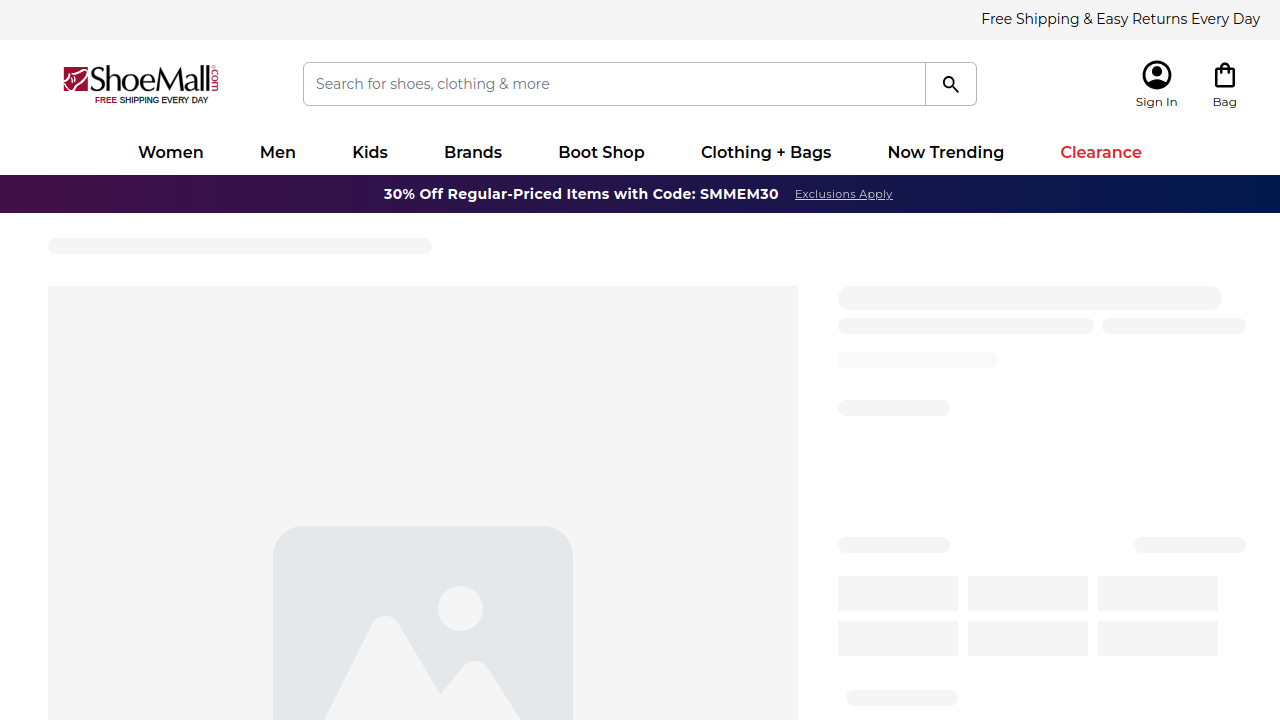 Free Shipping & Easy Returns Every Day
ShoeMall.com
FREE SHIPPING EVERY DAY
Search for shoes, clothing & more
Sign In
Bag
Women
Men
Kids
Brands
Boot Shop
Clothing + Bags
Now Trending
Clearance
30% Off Regular-Priced Items with Code: SMMEM30
Exclusions Apply